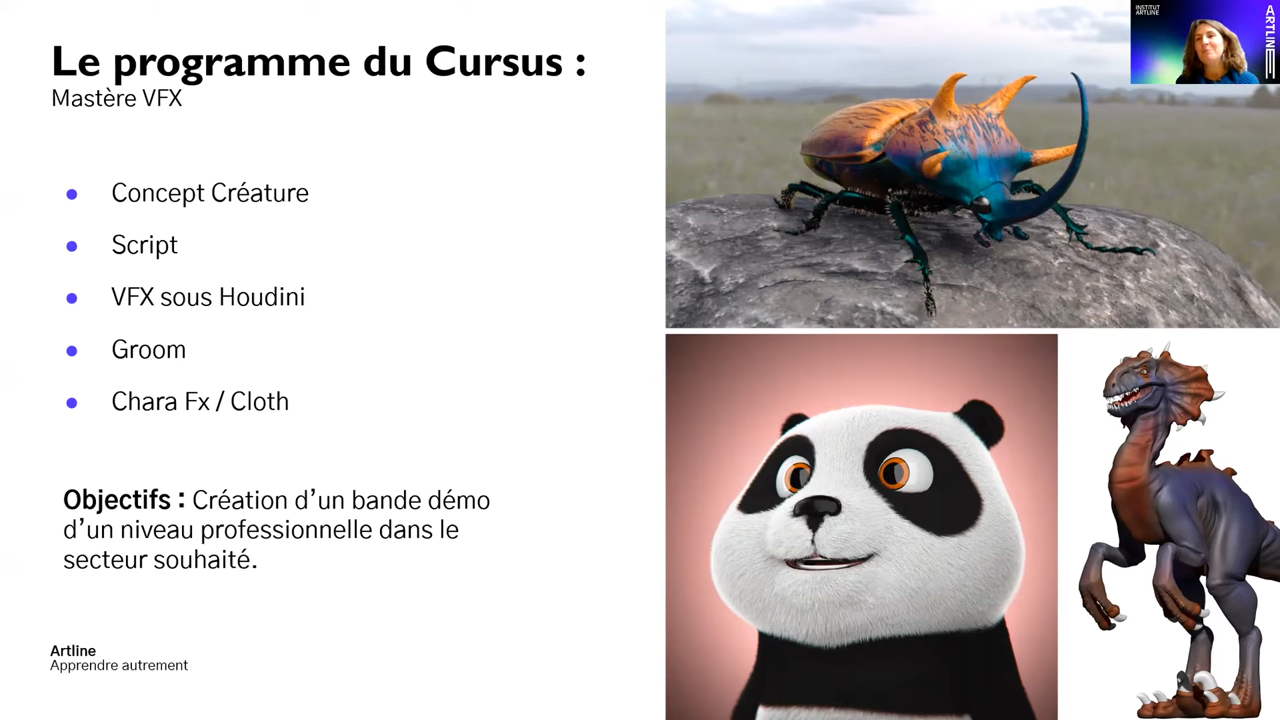 Le programme du Cursus :
Mastère VFX
Concept Créature
Script
VFX sous Houdini
Groom
Chara Fx / Cloth
Objectifs : Création d’un bande démo
d’un niveau professionnelle dans le
secteur souhaité.
Artline
Apprendre autrement
INSTITUT
ARTLINE
ARTLINE